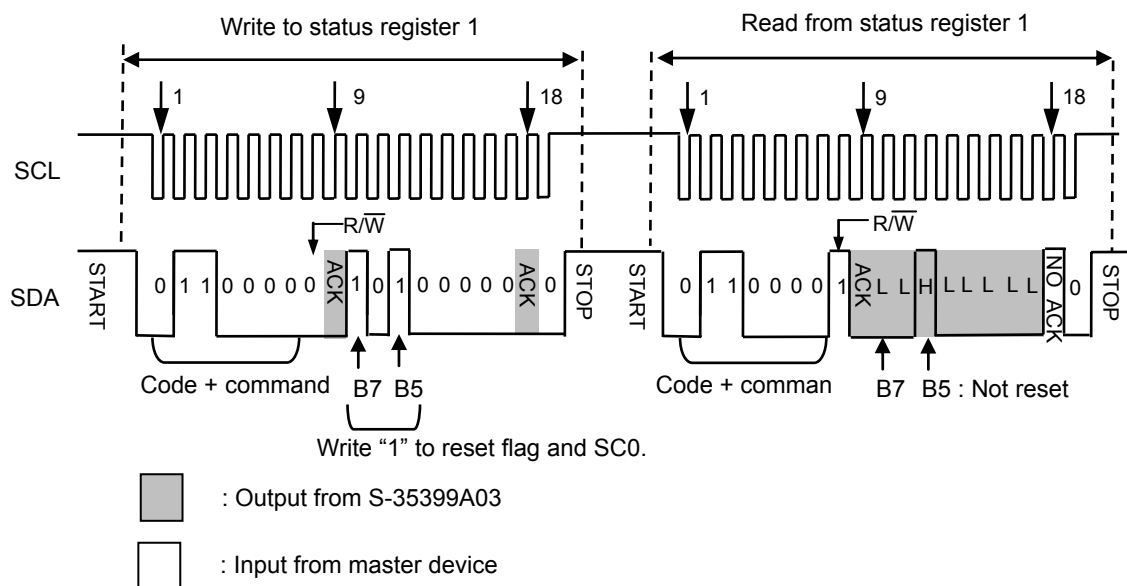 Write to status register 1
Read from status register 1
1 9 18 1 9 18
SCL
R/W R/W
SDA
START 0 1 1 0 0 0 0 0 ACK 1 0 1 0 0 0 0 0 ACK 0 STOP
START 0 1 1 0 0 0 0 1 ACK L L H L L L L L NO ACK 0 STOP
Code + command B7 B5
Code + comman B7 B5 : Not reset
Write “1” to reset flag and SC0.
: Output from S-35399A03
: Input from master device